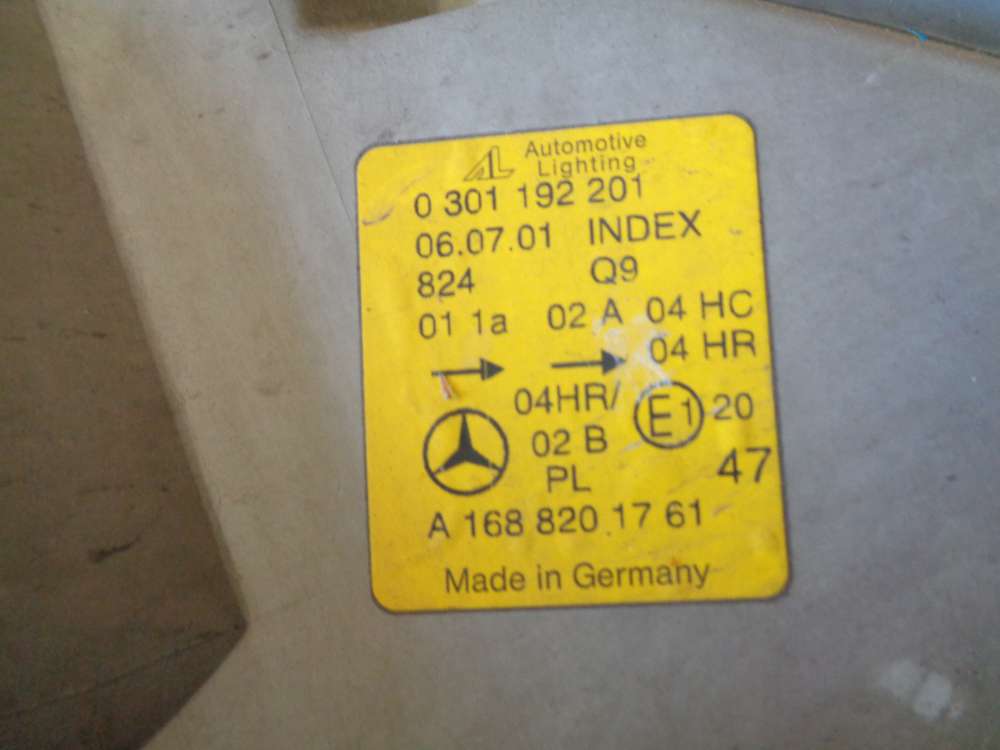 AL Automotive
Lighting
0 301 192 201
06.07.01 INDEX
824 Q9
01 1a 02 A 04 HC
04 HR
04HR/ E1 20
02 B
PL 47
A 168 820 17 61
Made in Germany